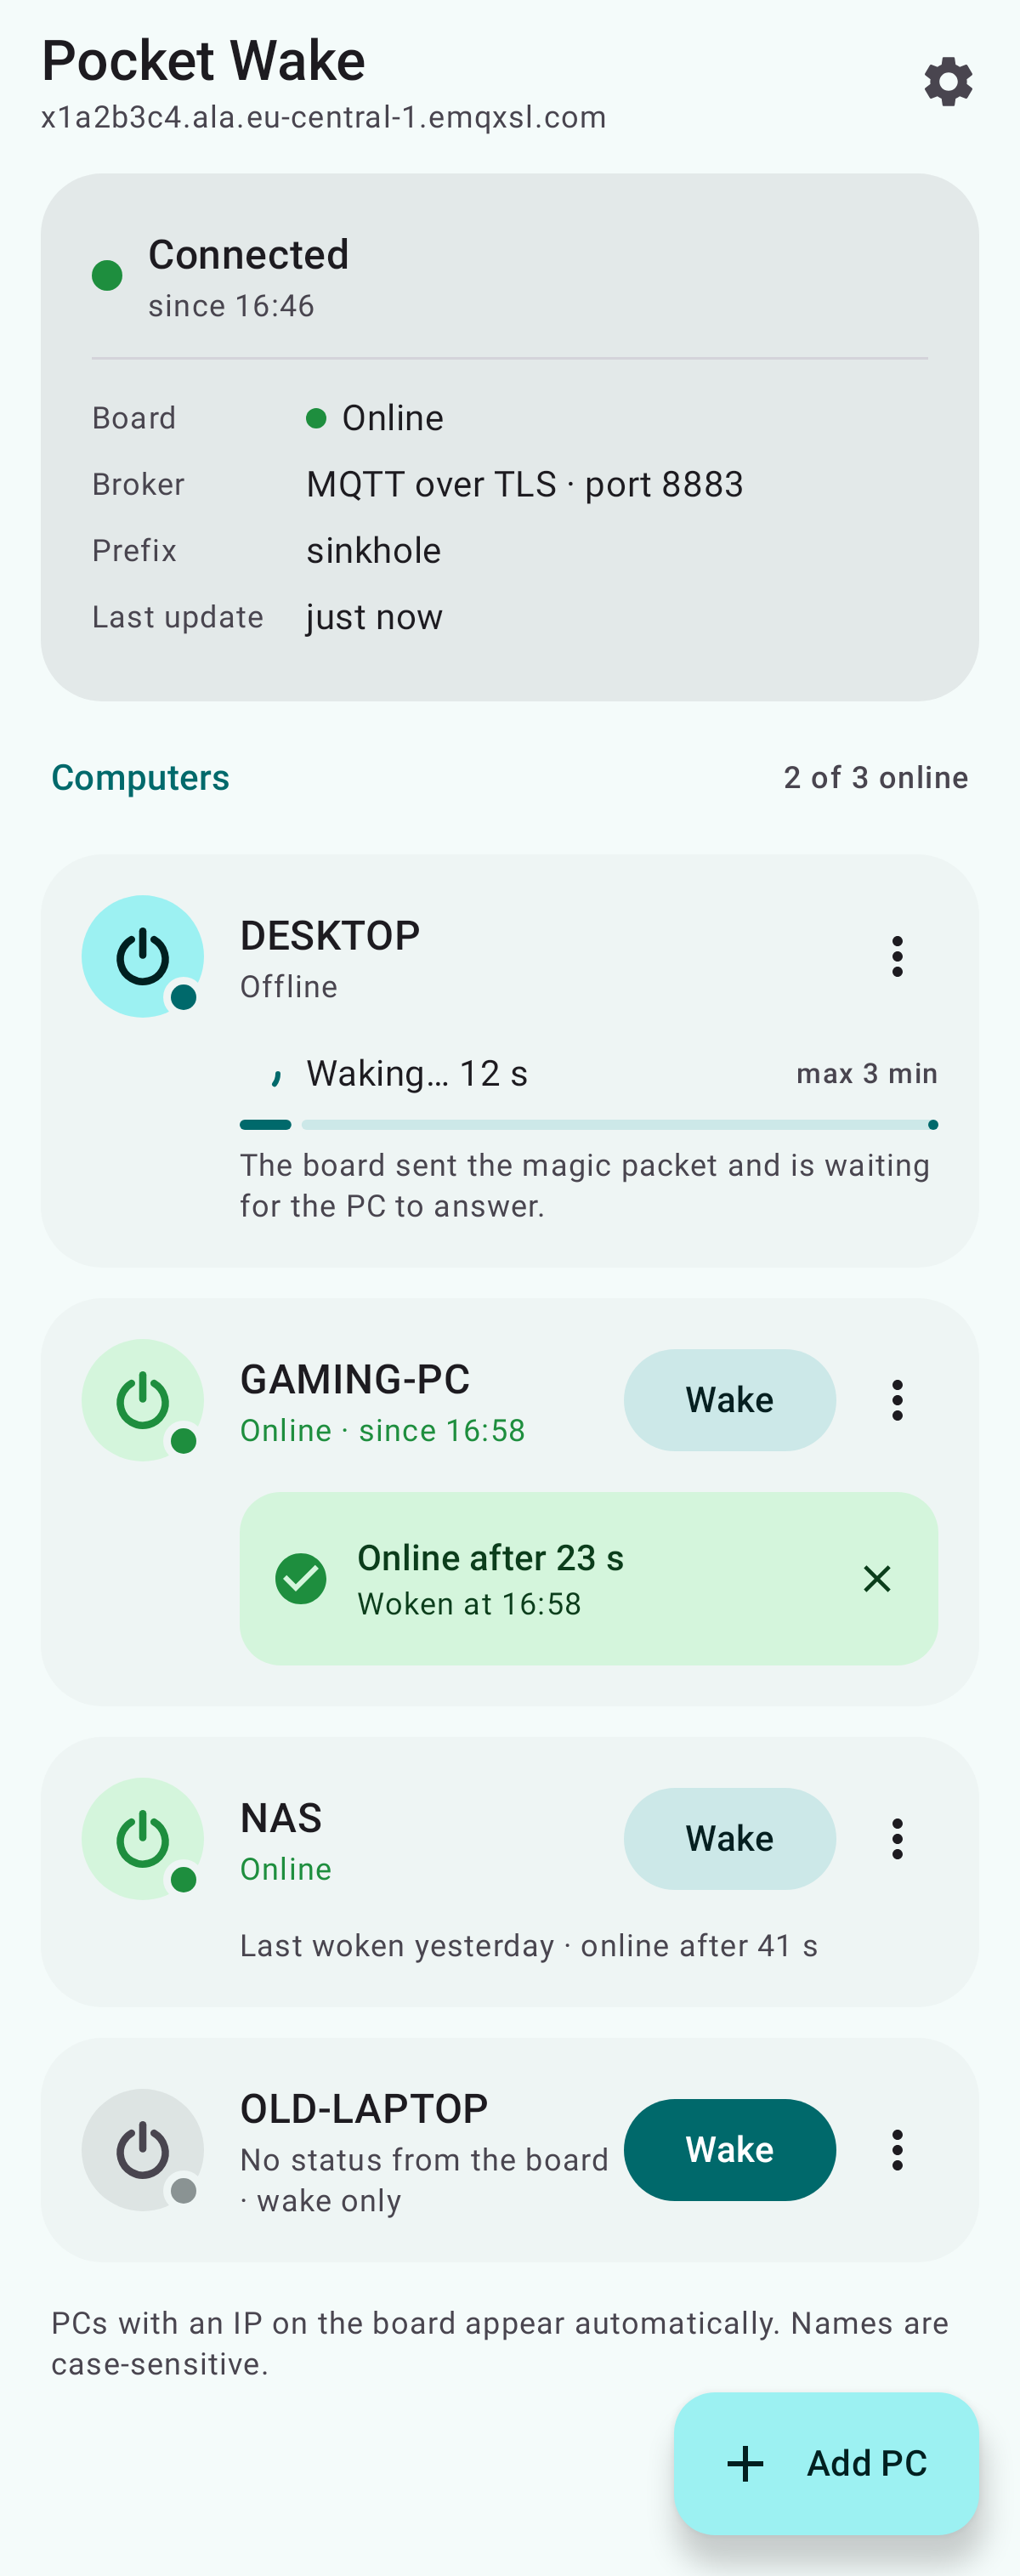 Pocket Wake
x1a2b3c4.ala.eu-central-1.emqxsl.com
Connected
since 16:46
Board Online
Broker MQTT over TLS · port 8883
Prefix sinkhole
Last update just now
Computers 2 of 3 online
DESKTOP
Offline
Waking… 12 s max 3 min
The board sent the magic packet and is waiting
for the PC to answer.
GAMING-PC
Online · since 16:58
Wake
Online after 23 s
Woken at 16:58
NAS
Online
Wake
Last woken yesterday · online after 41 s
OLD-LAPTOP
No status from the board
· wake only
Wake
PCs with an IP on the board appear automatically. Names are
case-sensitive.
Add PC